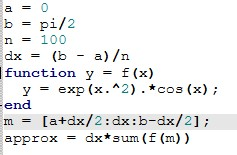 a = 0
b = pi/2
n = 100
dx = (b - a)/n
function y = f(x)
  y = exp(x.^2).*cos(x);
end
m = [a+dx/2:dx:b-dx/2];
approx = dx*sum(f(m))